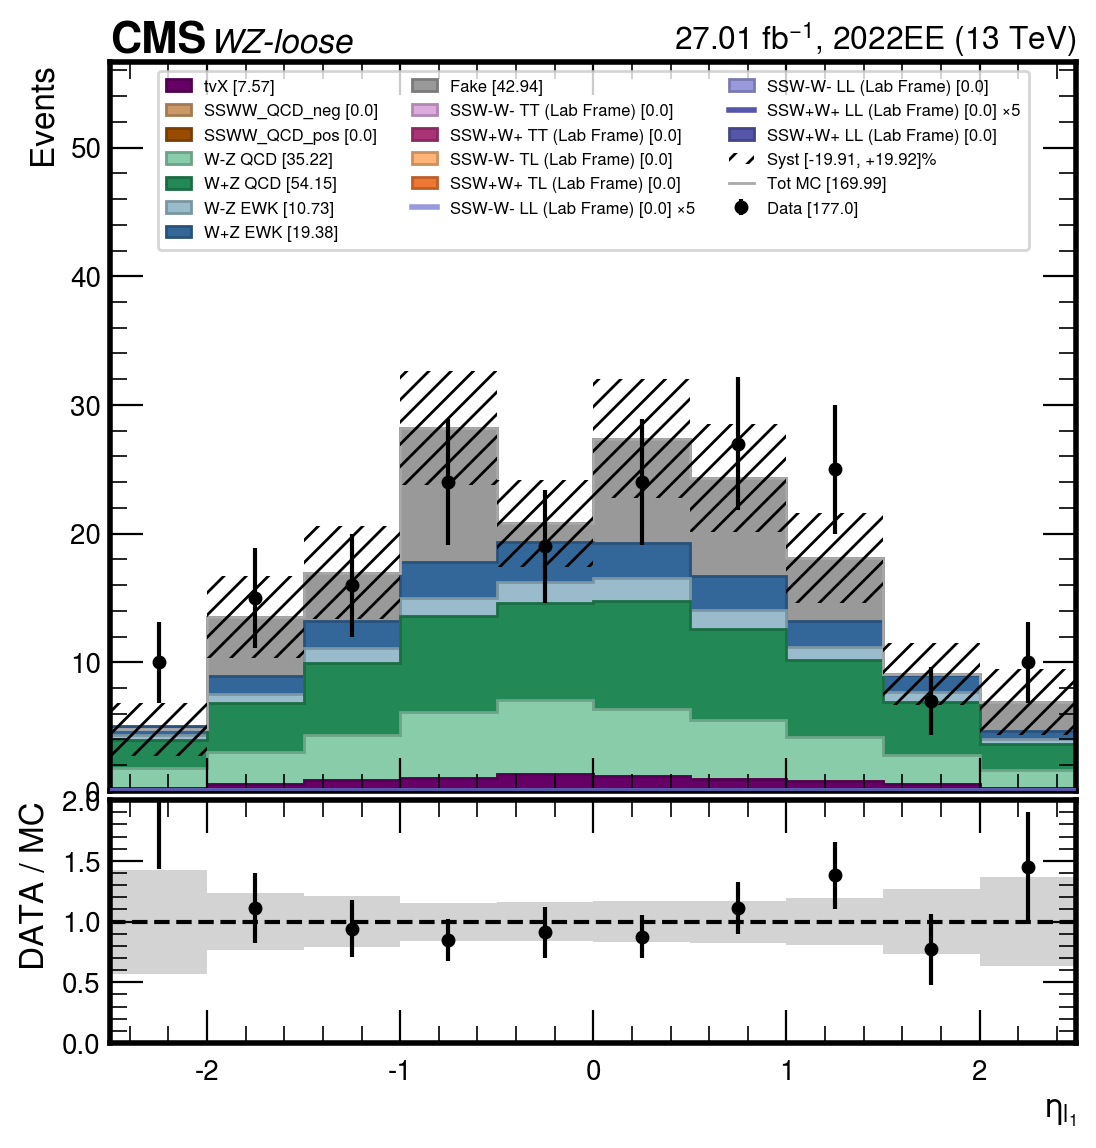 CMS WZ-loose 27.01 fb⁻¹, 2022EE (13 TeV)
Events
tvX [7.57]
SSWW_QCD_neg [0.0]
SSWW_QCD_pos [0.0]
W-Z QCD [35.22]
W+Z QCD [54.15]
W-Z EWK [10.73]
W+Z EWK [19.38]
Fake [42.94]
SSW-W- TT (Lab Frame) [0.0]
SSW+W+ TT (Lab Frame) [0.0]
SSW-W- TL (Lab Frame) [0.0]
SSW+W+ TL (Lab Frame) [0.0]
SSW-W- LL (Lab Frame) [0.0] ×5
SSW-W- LL (Lab Frame) [0.0]
SSW+W+ LL (Lab Frame) [0.0] ×5
SSW+W+ LL (Lab Frame) [0.0]
Syst [-19.91, +19.92]%
Tot MC [169.99]
Data [177.0]
50
40
30
20
10
0
DATA / MC
2.0
1.5
1.0
0.5
0.0
-2 -1 0 1 2
η_l₁